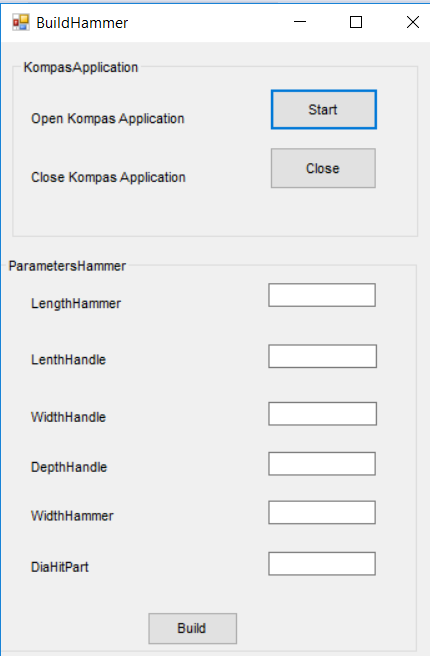 BuildHammer
KompasApplication
Open Kompas Application
Start
Close Kompas Application
Close
ParametersHammer
LengthHammer
LenthHandle
WidthHandle
DepthHandle
WidthHammer
DiaHitPart
Build